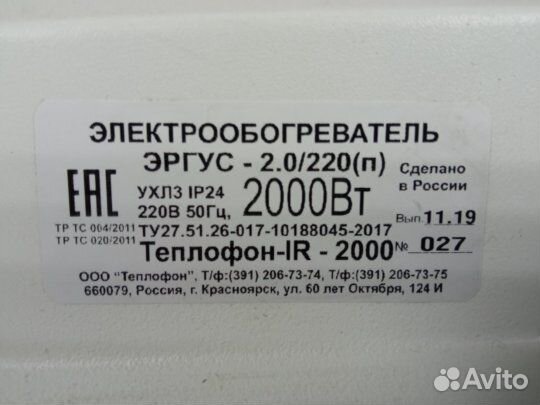 ЭЛЕКТРООБОГРЕВАТЕЛЬ
ЭРГУС - 2.0/220(п)
EAC
УХЛ3 IP24
220В 50Гц,
2000Вт
Сделано
в России
Вып. 11.19
ТР ТС 004/2011
ТР ТС 020/2011
ТУ27.51.26-017-10188045-2017
Теплофон-IR - 2000
№ 027
ООО "Теплофон", Т/ф:(391) 206-73-74, Т/ф:(391) 206-73-75
660079, Россия, г. Красноярск, ул. 60 лет Октября, 124 И
Avito